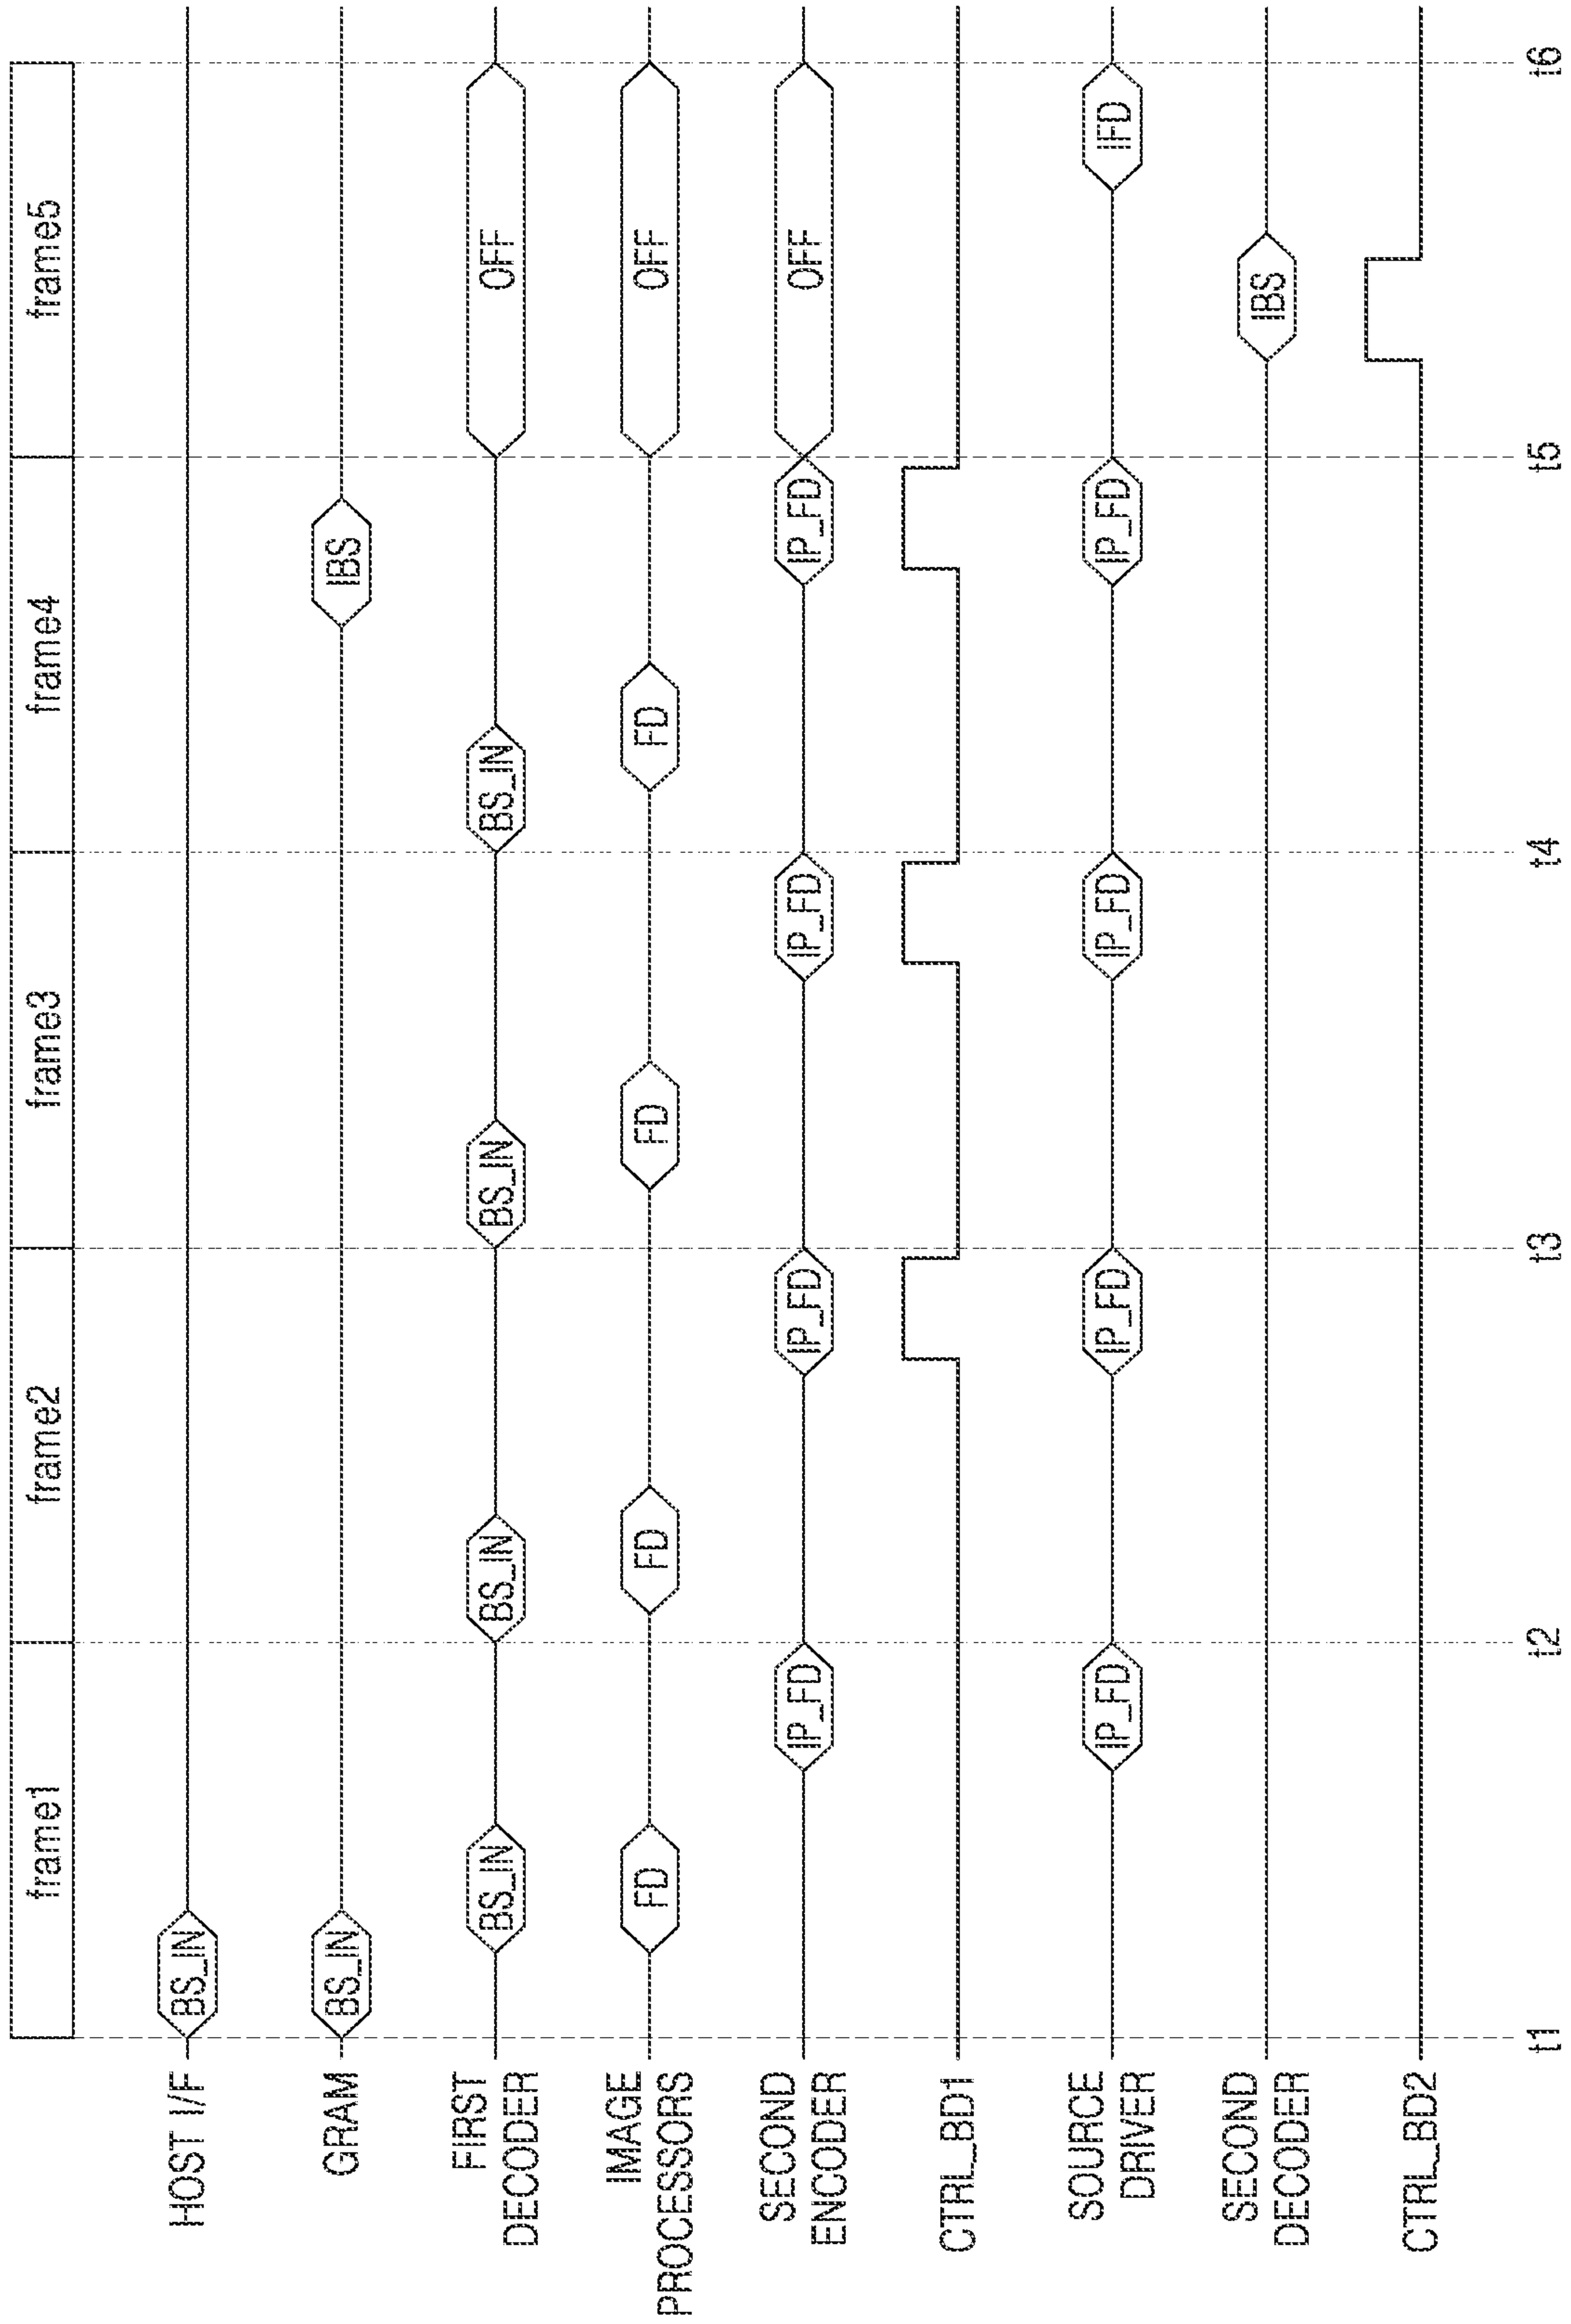 frame1 frame2 frame3 frame4 frame5
HOST I/F BS_IN
GRAM BS_IN IBS
FIRST
DECODER BS_IN BS_IN BS_IN BS_IN OFF
IMAGE
PROCESSORS FD FD FD FD OFF
SECOND
ENCODER IP_FD IP_FD IP_FD IP_FD OFF
CTRL_BD1
SOURCE
DRIVER IP_FD IP_FD IP_FD IP_FD IFD
SECOND
DECODER IBS
CTRL_BD2
t1 t2 t3 t4 t5 t6